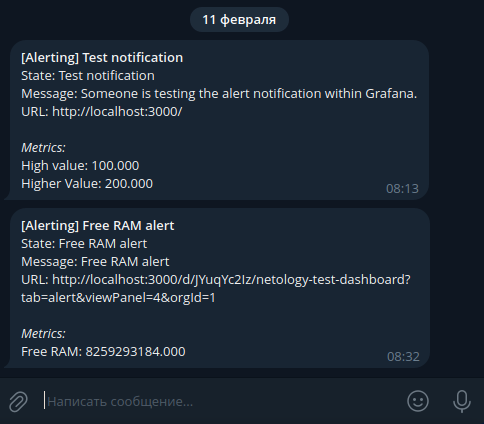 11 февраля
[Alerting] Test notification
State: Test notification
Message: Someone is testing the alert notification within Grafana.
URL: http://localhost:3000/
Metrics:
High value: 100.000
Higher Value: 200.000
08:13
[Alerting] Free RAM alert
State: Free RAM alert
Message: Free RAM alert
URL: http://localhost:3000/d/JYuqYc2Iz/netology-test-dashboard?
tab=alert&viewPanel=4&orgId=1
Metrics:
Free RAM: 8259293184.000
08:32
Написать сообщение...